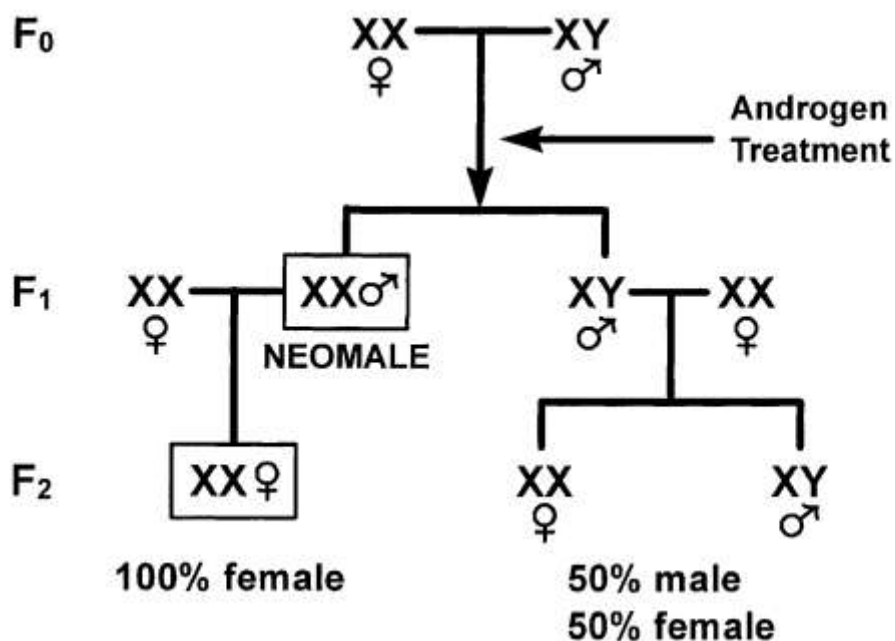 F₀ XX XY
♀ ♂
Androgen
Treatment
F₁ XX XX♂ XY XX
♀ ♂ ♀
NEOMALE
F₂ XX♀ XX XY
♀ ♂
100% female 50% male
50% female